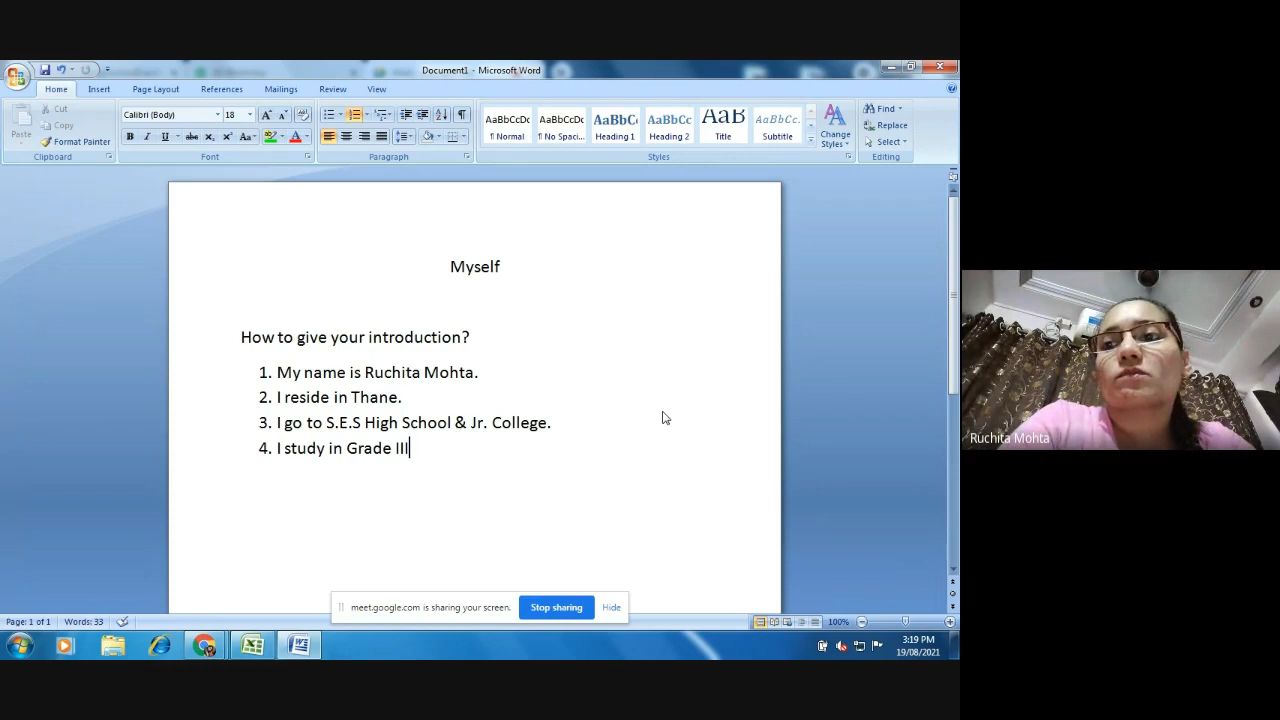 Document1 - Microsoft Word
Home Insert Page Layout References Mailings Review View
Paste
Cut
Copy
Format Painter
Clipboard
Calibri (Body) 18
Font
Paragraph
AaBbCcDc AaBbCcDc AaBbC AaBbCc AaB AaBbCc.
¶ Normal ¶ No Spaci... Heading 1 Heading 2 Title Subtitle
Change Styles
Styles
Find
Replace
Select
Editing
Myself
How to give your introduction?
1. My name is Ruchita Mohta.
2. I reside in Thane.
3. I go to S.E.S High School & Jr. College.
4. I study in Grade III
Ruchita Mohta
meet.google.com is sharing your screen. Stop sharing Hide
Page: 1 of 1 Words: 33 100%
3:19 PM
19/08/2021